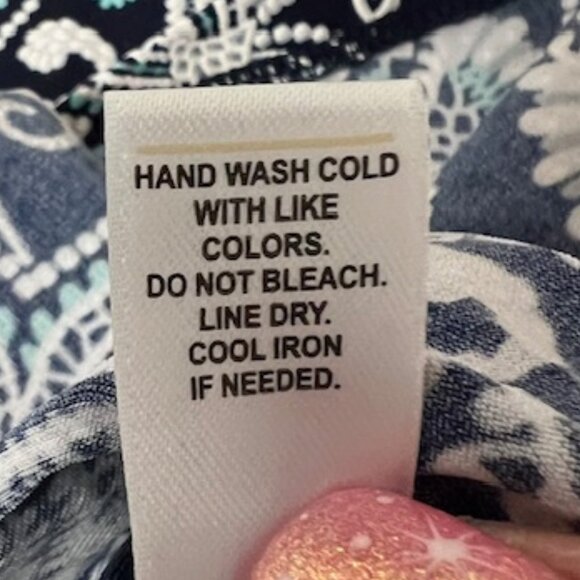 HAND WASH COLD
WITH LIKE
COLORS.
DO NOT BLEACH.
LINE DRY.
COOL IRON
IF NEEDED.